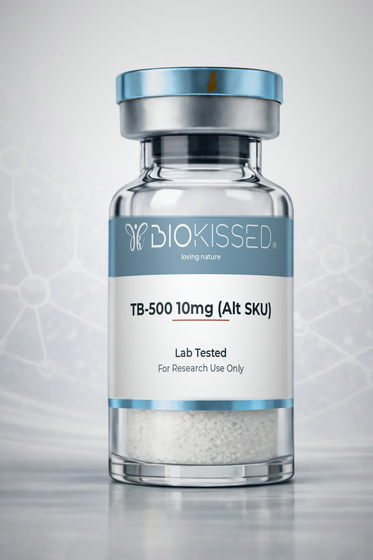 BIOKISSED®
loving nature
TB-500 10mg (Alt SKU)
Lab Tested
For Research Use Only